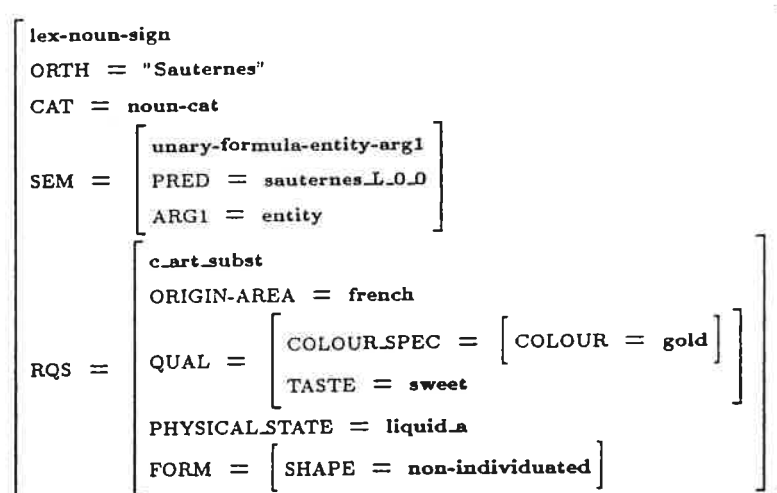 lex-noun-sign
ORTH = "Sauternes"
CAT = noun-cat
unary-formula-entity-arg1
SEM = PRED = sauternes_L_0_0
ARG1 = entity
c_art_subst
ORIGIN-AREA = french
COLOUR_SPEC = [COLOUR = gold]
RQS = QUAL =
TASTE = sweet
PHYSICAL_STATE = liquid_a
FORM = [SHAPE = non-individuated]